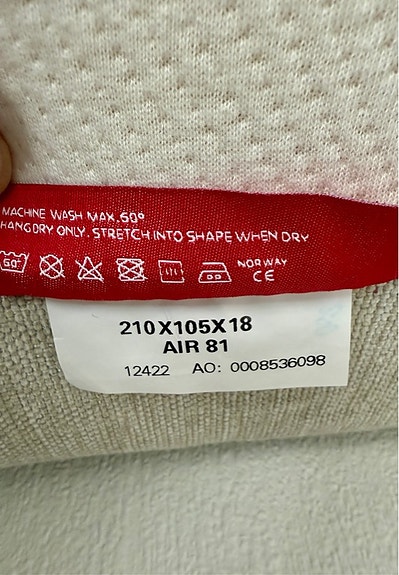 MACHINE WASH MAX.60°
HANGDRY ONLY. STRETCH INTO SHAPE WHEN DRY
60°
NORWAY
CE
210X105X18
AIR 81
12422 AO: 0008536098